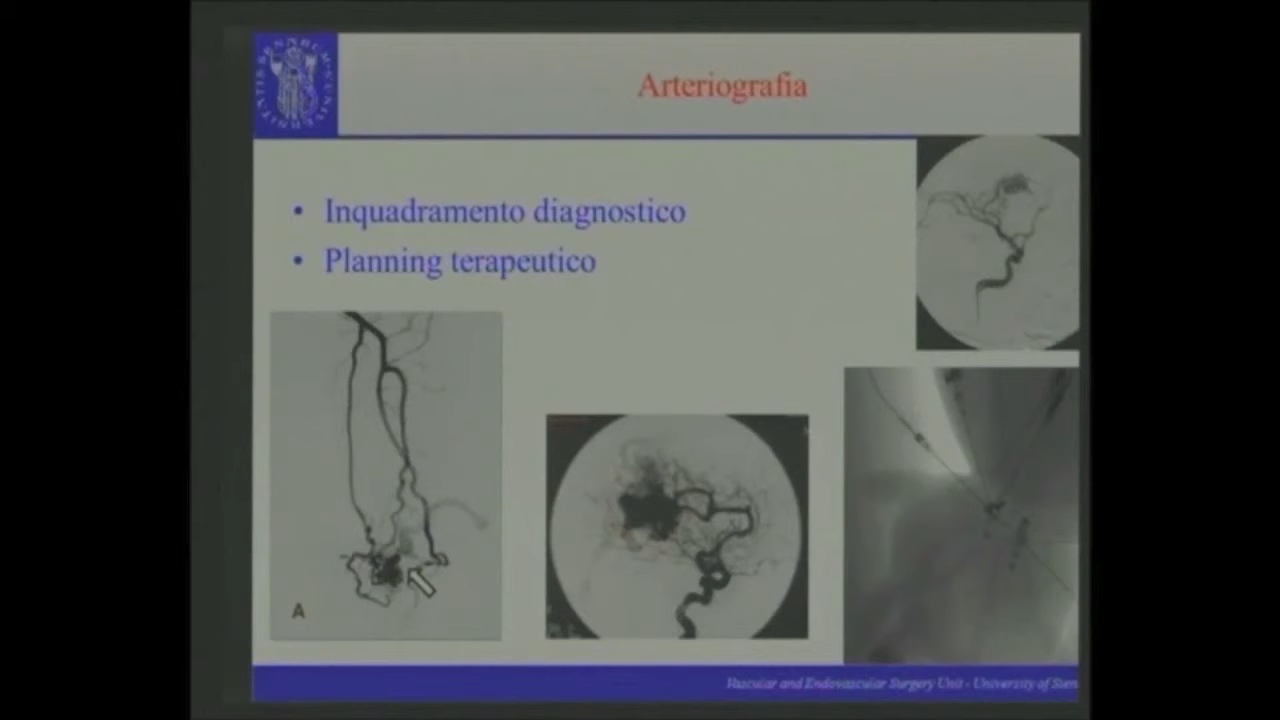 Arteriografia
• Inquadramento diagnostico
• Planning terapeutico
A
Vascular and Endovascular Surgery Unit - University of Sien